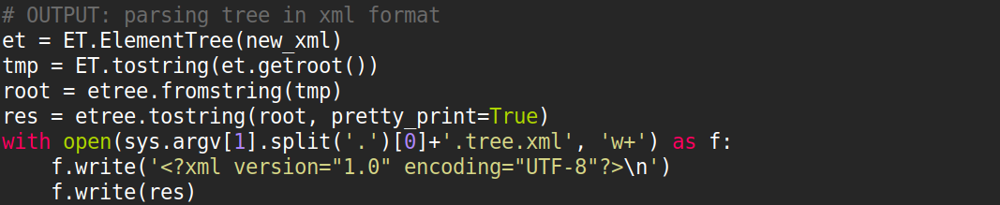 # OUTPUT: parsing tree in xml format
et = ET.ElementTree(new_xml)
tmp = ET.tostring(et.getroot())
root = etree.fromstring(tmp)
res = etree.tostring(root, pretty_print=True)
with open(sys.argv[1].split('.')[0]+'.tree.xml', 'w+') as f:
    f.write('<?xml version="1.0" encoding="UTF-8"?>\n')
    f.write(res)